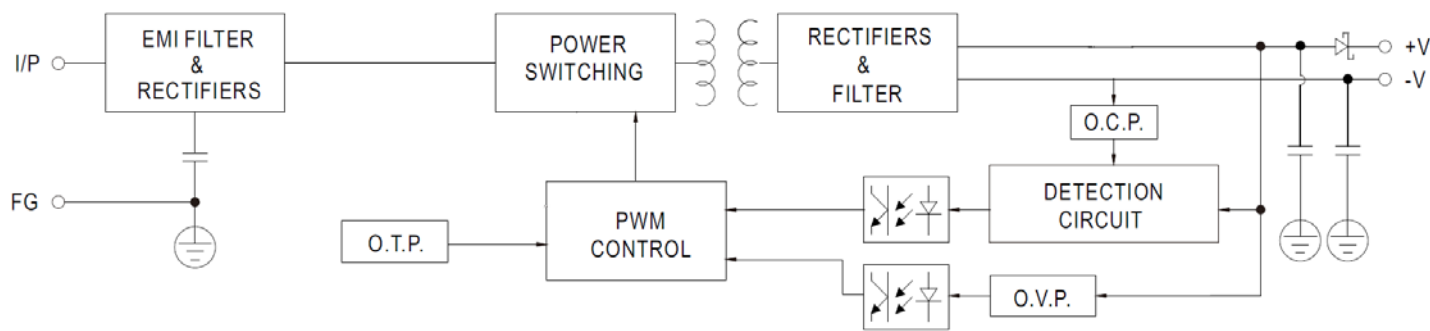 I/P
EMI FILTER
&
RECTIFIERS
POWER
SWITCHING
RECTIFIERS
&
FILTER
+V
-V
O.C.P.
FG
O.T.P.
PWM
CONTROL
DETECTION
CIRCUIT
O.V.P.